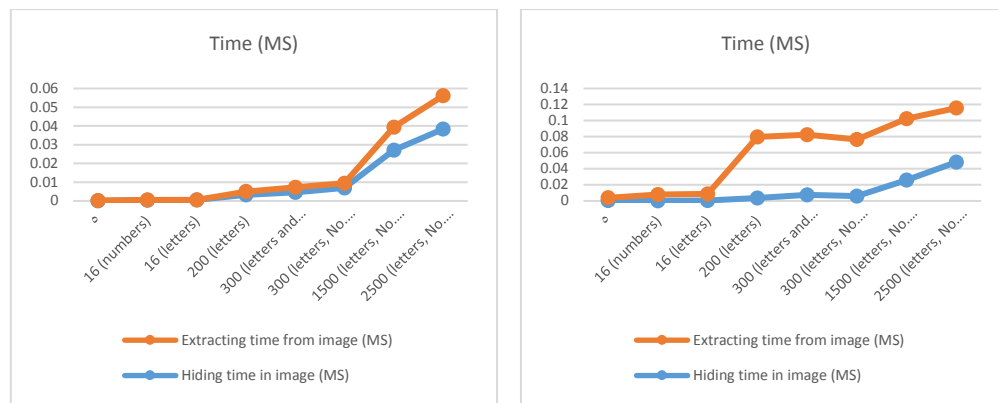 Time (MS)
0.06
0.05
0.04
0.03
0.02
0.01
0
16 (numbers)
16 (letters)
200 (letters)
300 (letters and...
300 (letters, No....
1500 (letters, No....
2500 (letters, No....
Extracting time from image (MS)
Hiding time in image (MS)
Time (MS)
0.14
0.12
0.1
0.08
0.06
0.04
0.02
0
16 (numbers)
16 (letters)
200 (letters)
300 (letters and...
300 (letters, No....
1500 (letters, No....
2500 (letters, No....
Extracting time from image (MS)
Hiding time in image (MS)